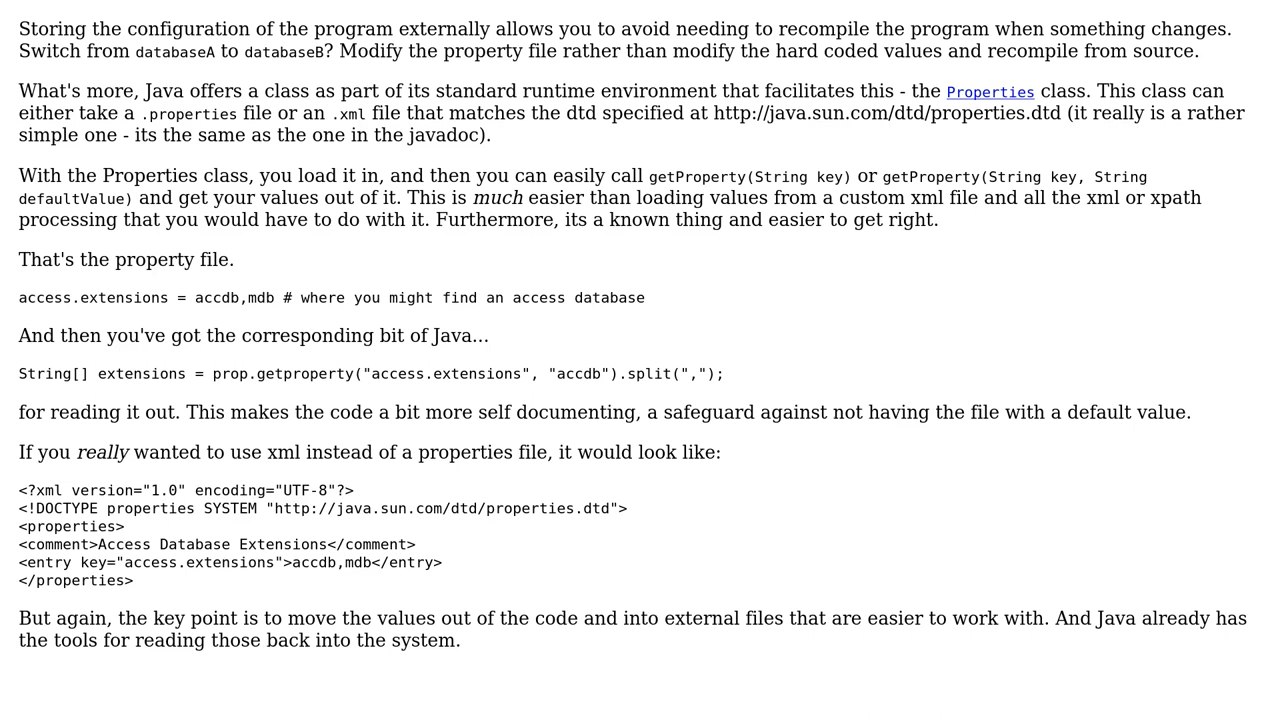 Storing the configuration of the program externally allows you to avoid needing to recompile the program when something changes.
Switch from databaseA to databaseB? Modify the property file rather than modify the hard coded values and recompile from source.
What's more, Java offers a class as part of its standard runtime environment that facilitates this - the Properties class. This class can
either take a .properties file or an .xml file that matches the dtd specified at http://java.sun.com/dtd/properties.dtd (it really is a rather
simple one - its the same as the one in the javadoc).
With the Properties class, you load it in, and then you can easily call getProperty(String key) or getProperty(String key, String
defaultValue) and get your values out of it. This is much easier than loading values from a custom xml file and all the xml or xpath
processing that you would have to do with it. Furthermore, its a known thing and easier to get right.
That's the property file.
access.extensions = accdb,mdb # where you might find an access database
And then you've got the corresponding bit of Java...
String[] extensions = prop.getproperty("access.extensions", "accdb").split(",");
for reading it out. This makes the code a bit more self documenting, a safeguard against not having the file with a default value.
If you really wanted to use xml instead of a properties file, it would look like:
<?xml version="1.0" encoding="UTF-8"?>
<!DOCTYPE properties SYSTEM "http://java.sun.com/dtd/properties.dtd">
<properties>
<comment>Access Database Extensions</comment>
<entry key="access.extensions">accdb,mdb</entry>
</properties>
But again, the key point is to move the values out of the code and into external files that are easier to work with. And Java already has
the tools for reading those back into the system.